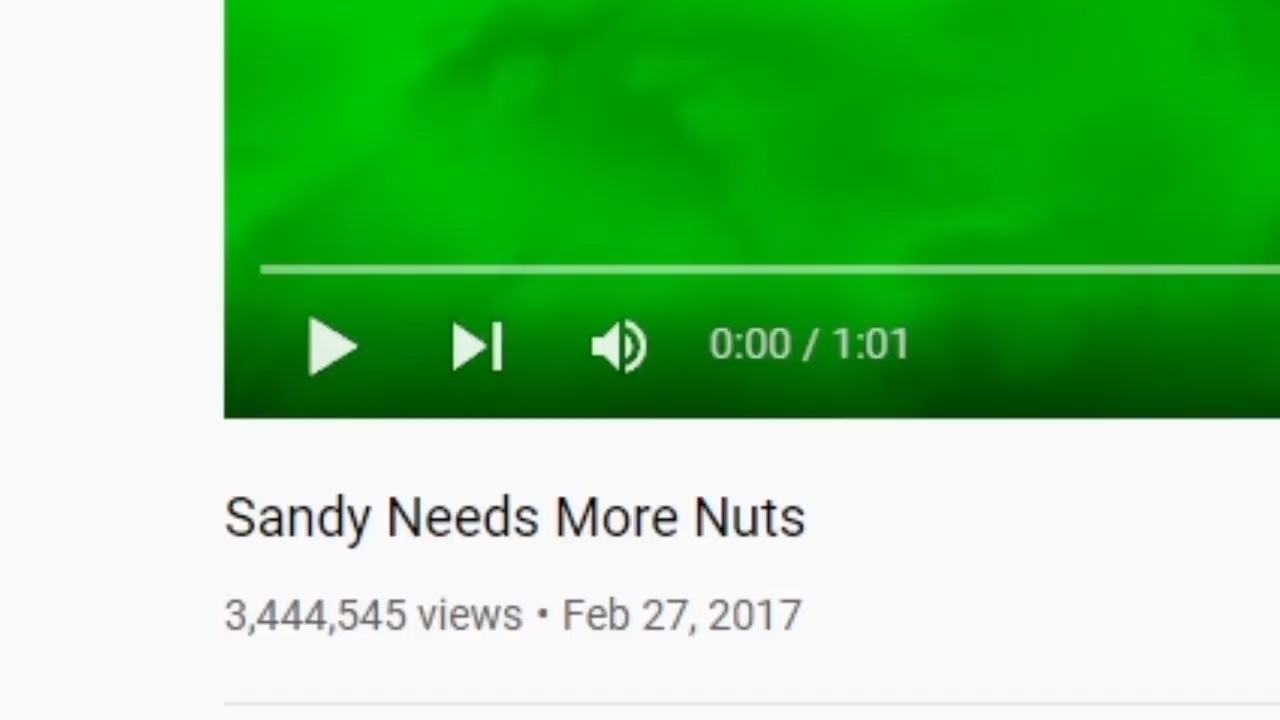 0:00 / 1:01
Sandy Needs More Nuts
3,444,545 views • Feb 27, 2017